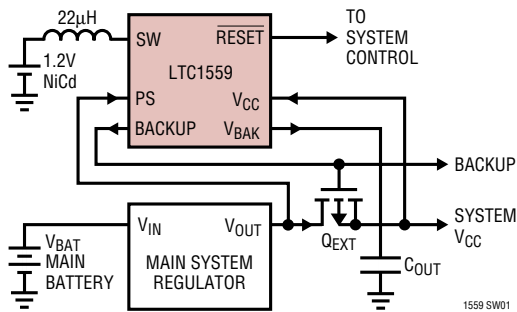 22µH
SW
RESET
TO
SYSTEM
CONTROL
1.2V
NiCd
LTC1559
PS
VCC
BACKUP
VBAK
BACKUP
VIN
VOUT
QEXT
SYSTEM
VCC
VBAT
MAIN
BATTERY
MAIN SYSTEM
REGULATOR
COUT
1559 SW01